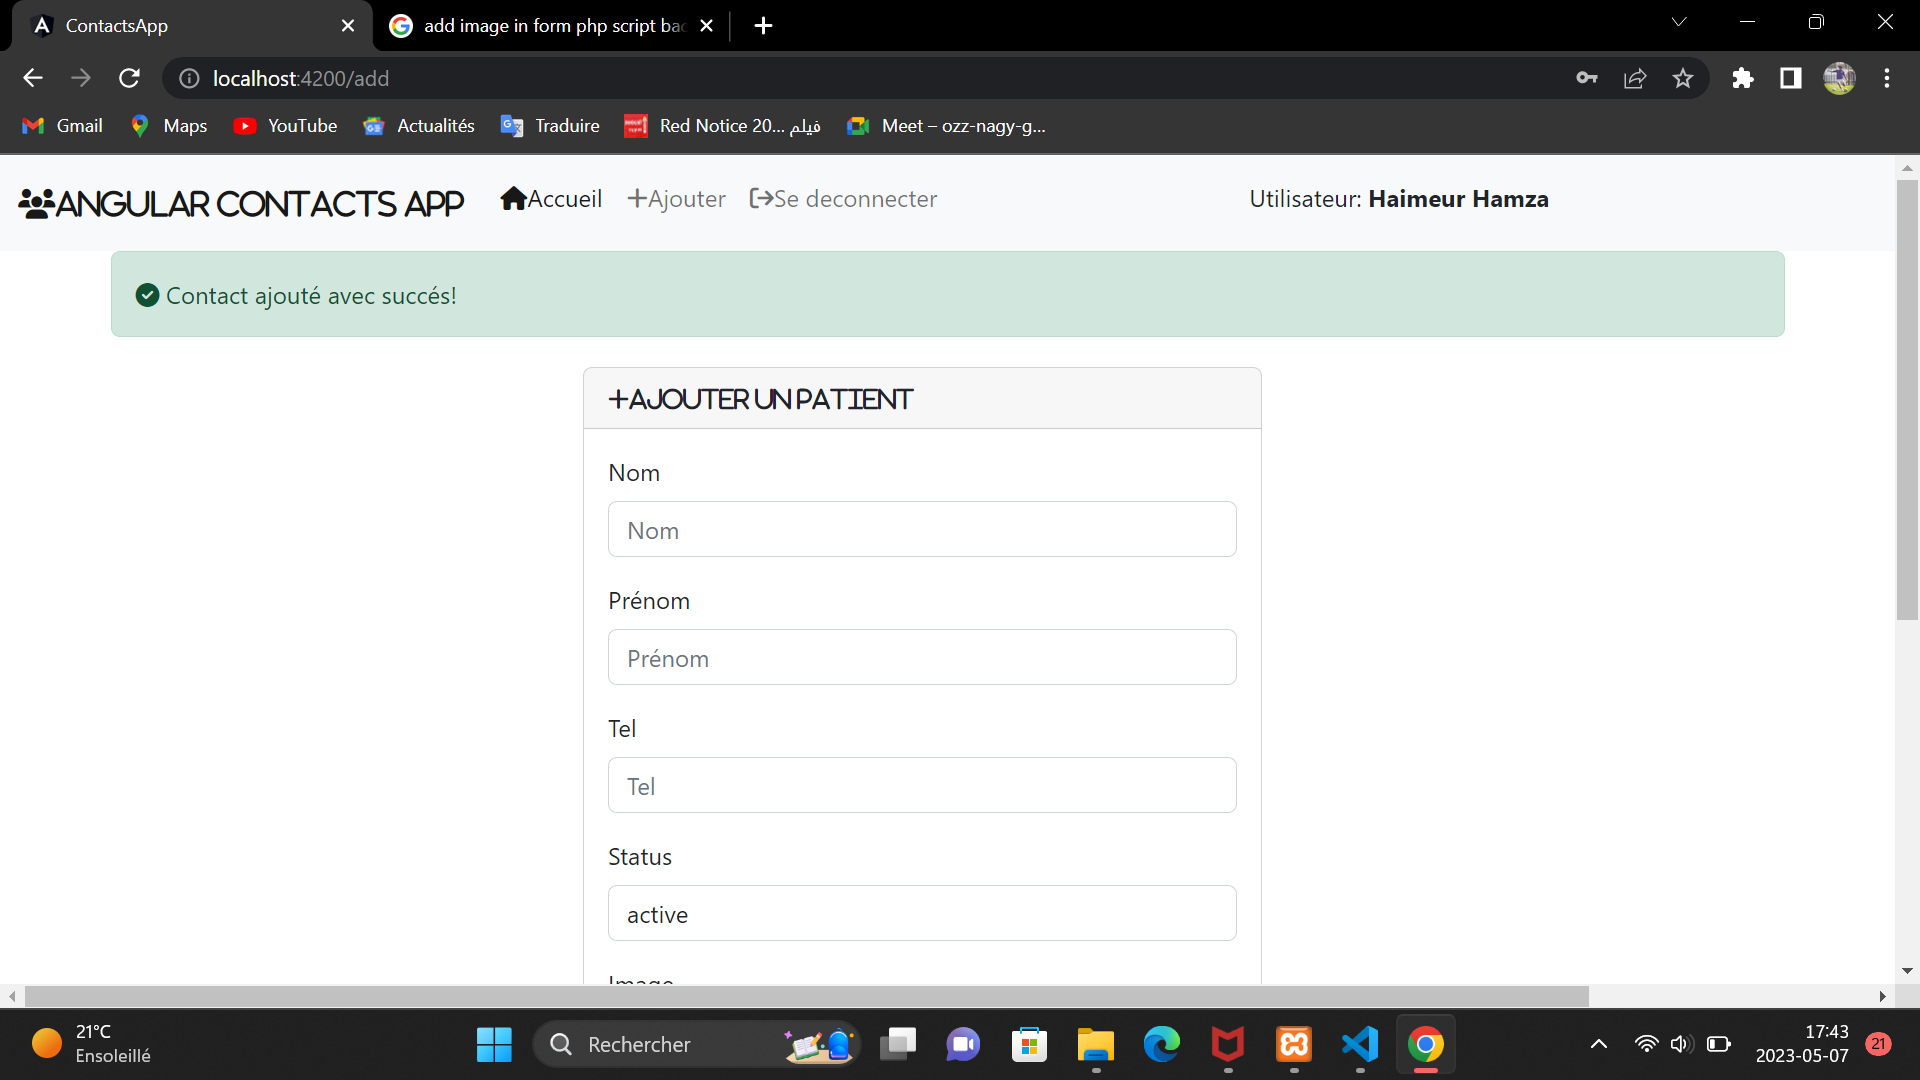 ContactsApp
add image in form php script bac
localhost:4200/add
Gmail
Maps
YouTube
Actualités
Traduire
Red Notice 20... فيلم
Meet – ozz-nagy-g...
ANGULAR CONTACTS APP
Accueil
Ajouter
Se deconnecter
Utilisateur: Haimeur Hamza
Contact ajouté avec succés!
AJOUTER UN PATIENT
Nom
Nom
Prénom
Prénom
Tel
Tel
Status
active
Image
21°C
Ensoleillé
Rechercher
17:43
2023-05-07
21